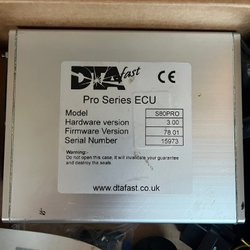 DTAfast
CE
Pro Series ECU
Model S80PRO
Hardware version 3.00
Firmware Version 78.01
Serial Number 15973
Warning:-
Do not open this case, it will invalidate your guarantee
and destroy the seals.
www.dtafast.co.uk